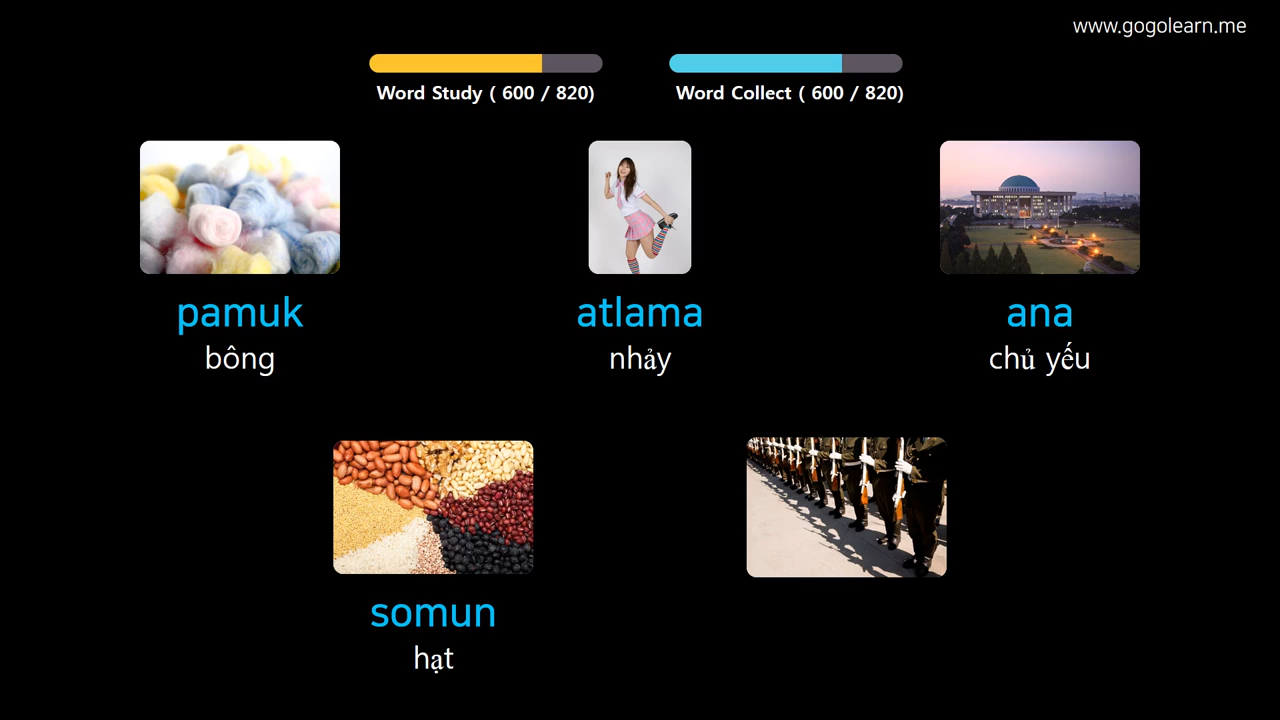 www.gogolearn.me
Word Study ( 600 / 820)
Word Collect ( 600 / 820)
pamuk
bông
atlama
nhảy
ana
chủ yếu
somun
hạt